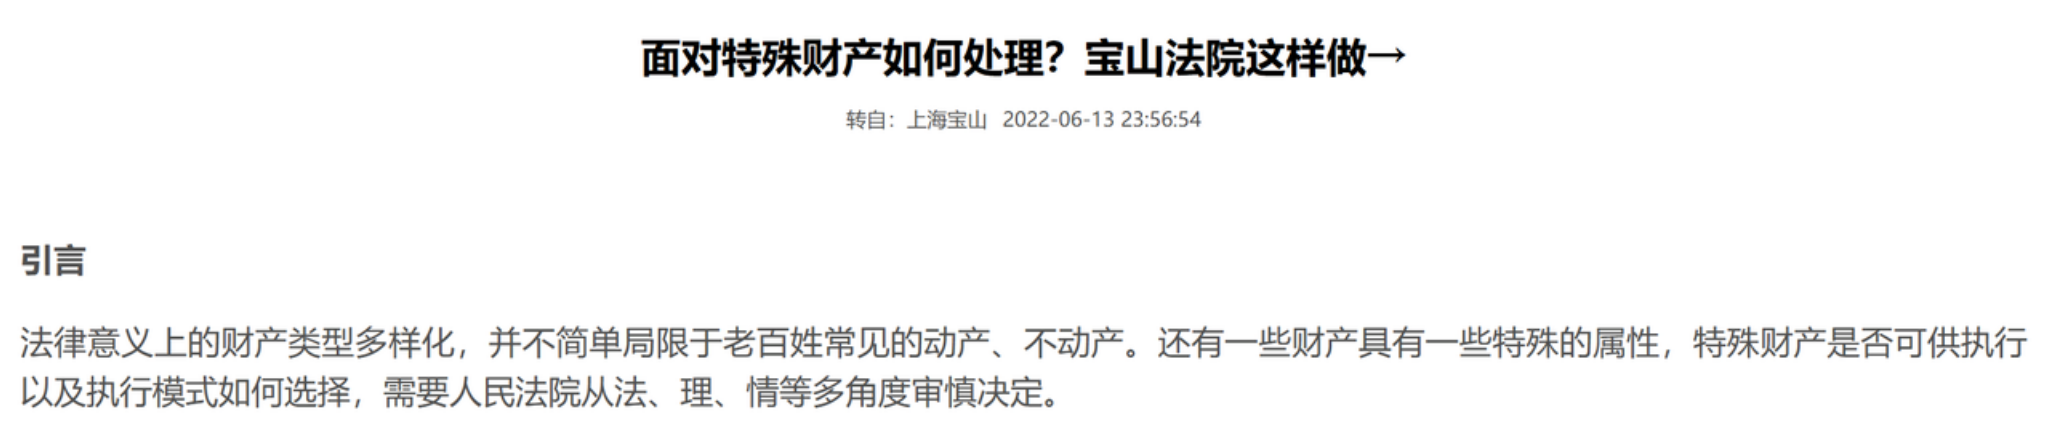 面对特殊财产如何处理？宝山法院这样做→
转自：上海宝山 2022-06-13 23:56:54
引言
法律意义上的财产类型多样化，并不简单局限于老百姓常见的动产、不动产。还有一些财产具有一些特殊的属性，特殊财产是否可供执行
以及执行模式如何选择，需要人民法院从法、理、情等多角度审慎决定。